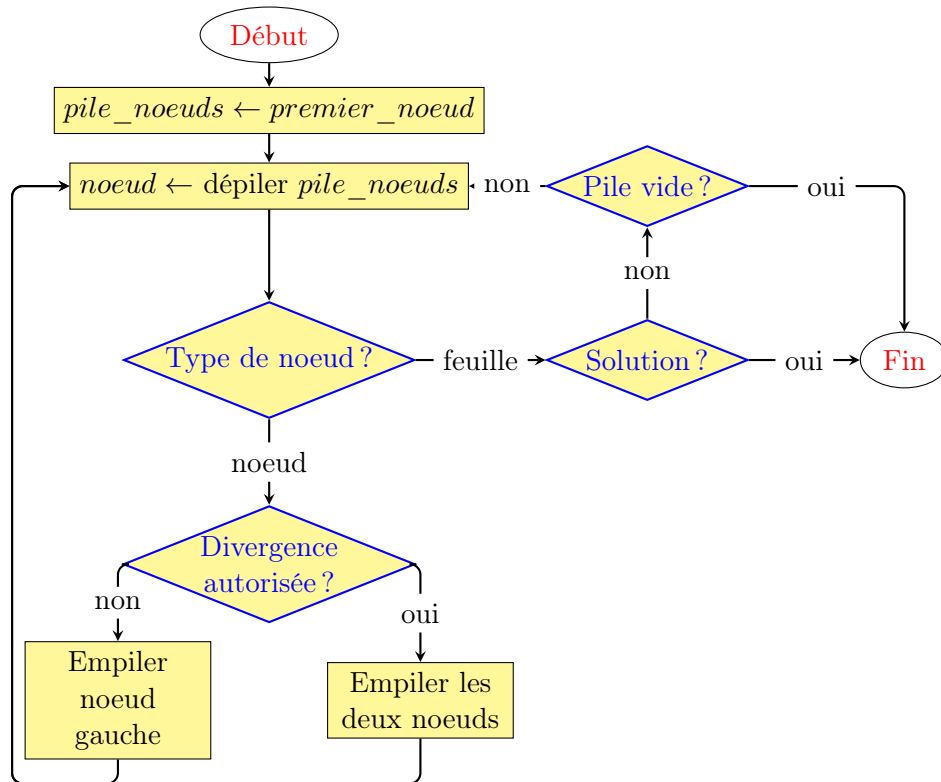 Début
pile_noeuds ← premier_noeud
noeud ← dépiler pile_noeuds
non
Pile vide ?
oui
non
Type de noeud ?
feuille
Solution ?
oui
Fin
noeud
Divergence
autorisée ?
non
oui
Empiler
noeud
gauche
Empiler les
deux noeuds